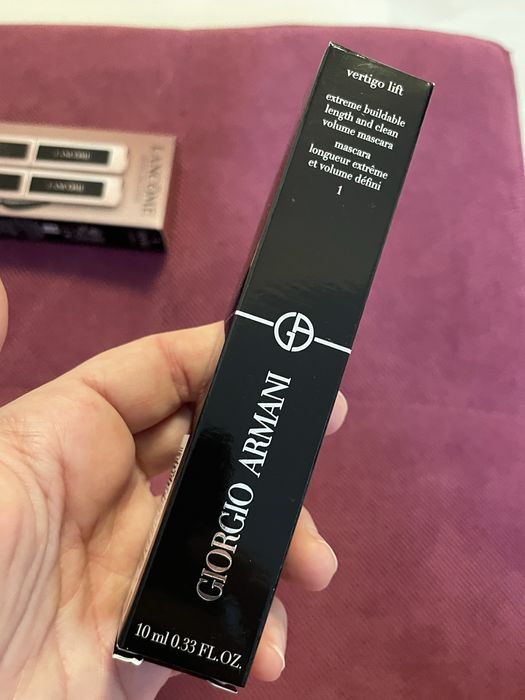 vertigo lift
extreme buildable
length and clean
volume mascara
mascara
longueur extrême
et volume défini
1
GIORGIO ARMANI
10 ml 0.33 FL.OZ.
LANCÔME